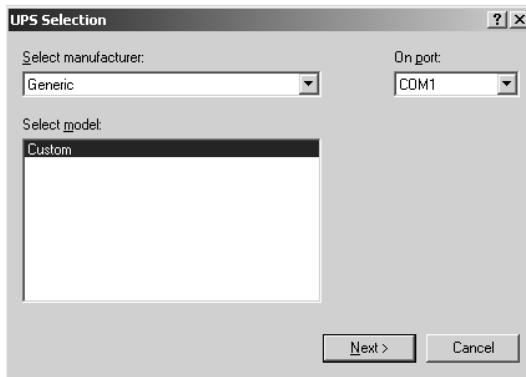 UPS Selection
Select manufacturer: On port:
Generic COM1
Select model:
Custom
Next > Cancel